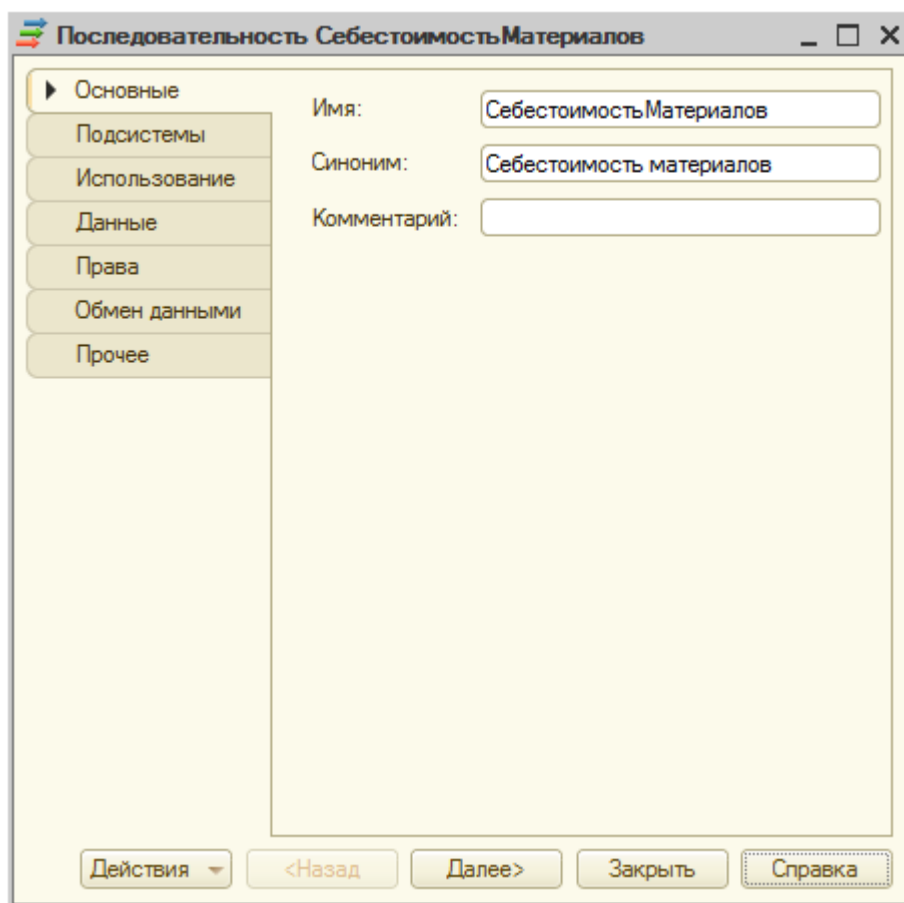 Последовательность СебестоимостьМатериалов
Основные
Подсистемы
Использование
Данные
Права
Обмен данными
Прочее
Имя: СебестоимостьМатериалов
Синоним: Себестоимость материалов
Комментарий:
Действия <Назад Далее> Закрыть Справка